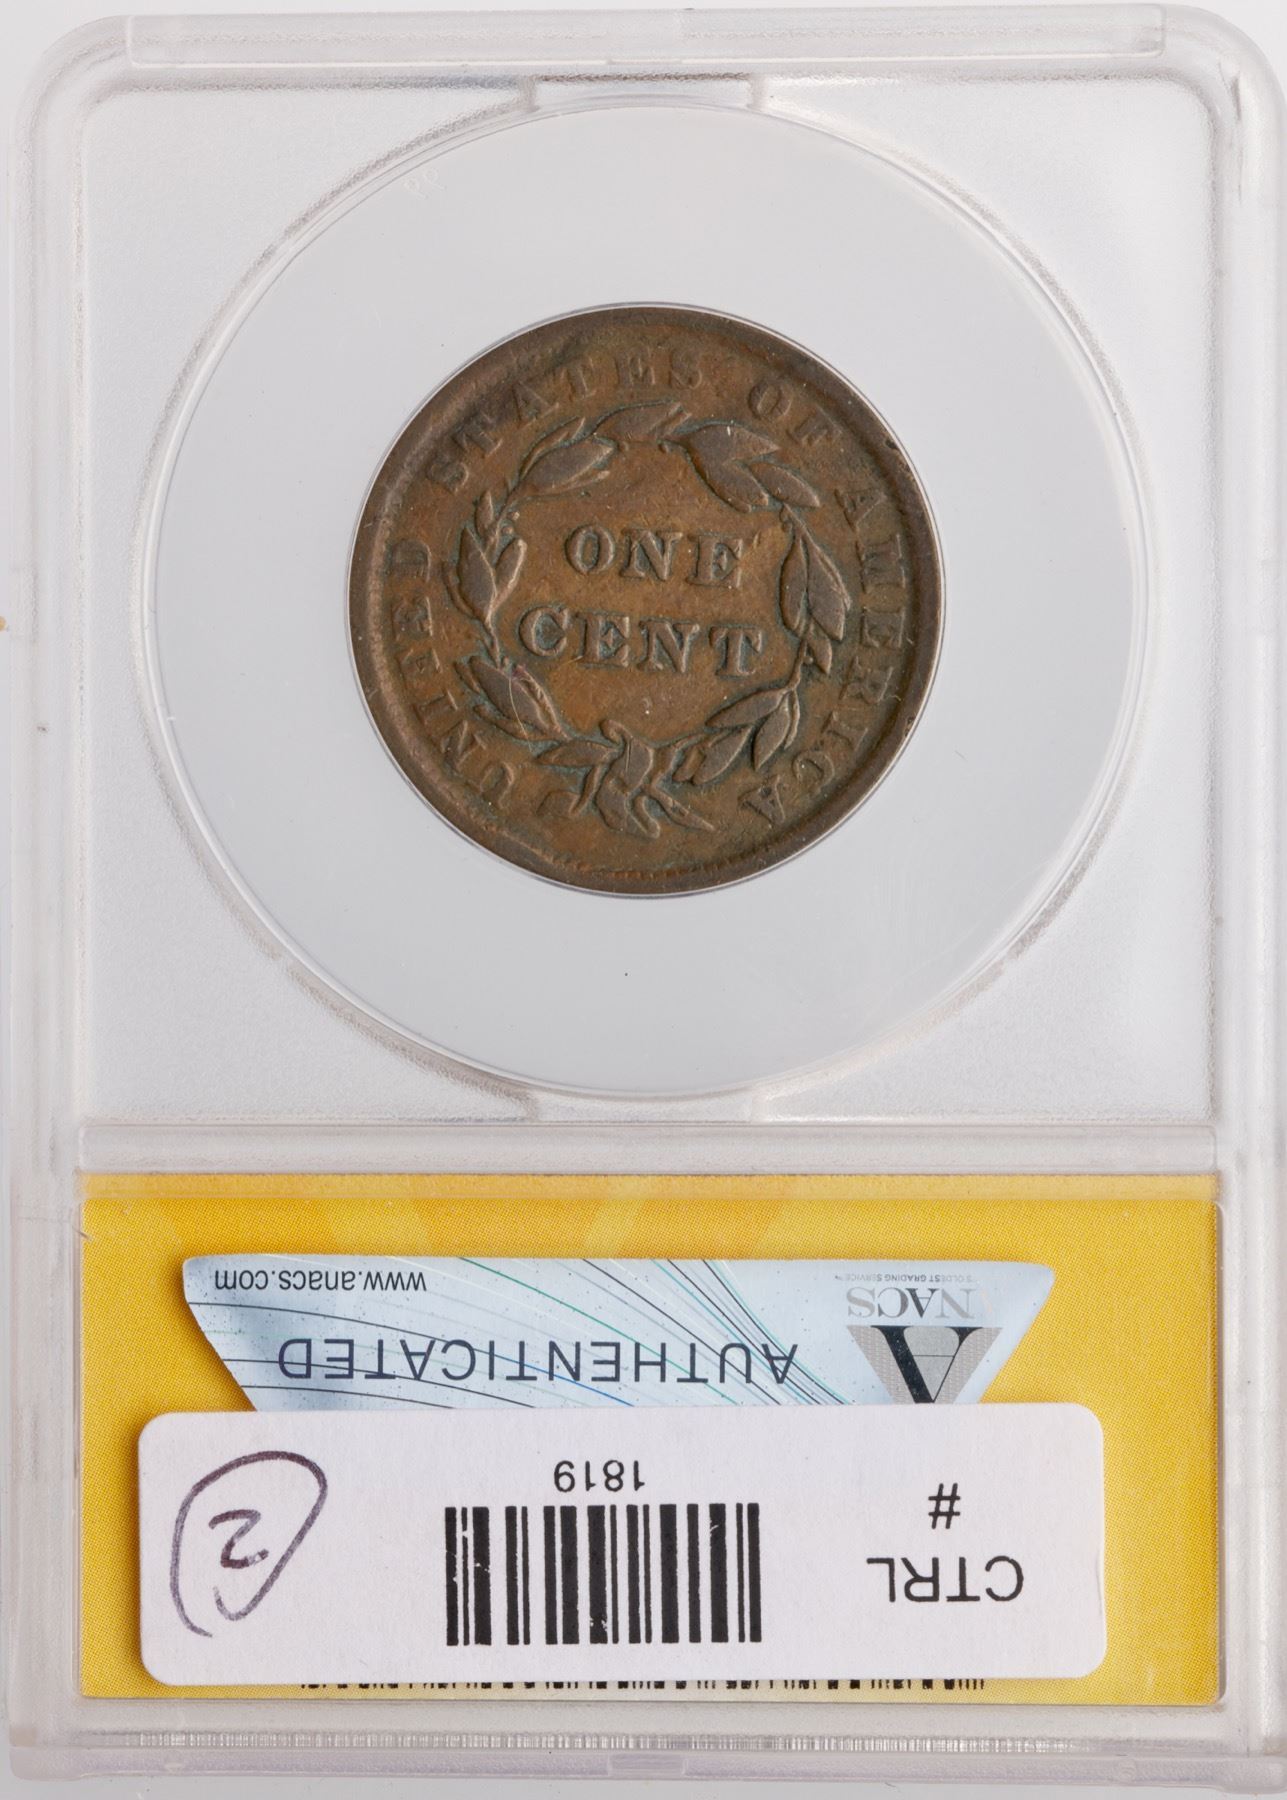 UNITED STATES OF AMERICA
ONE
CENT
www.anacs.com
ANACS
AUTHENTICATED
1819
CTRL
#
2